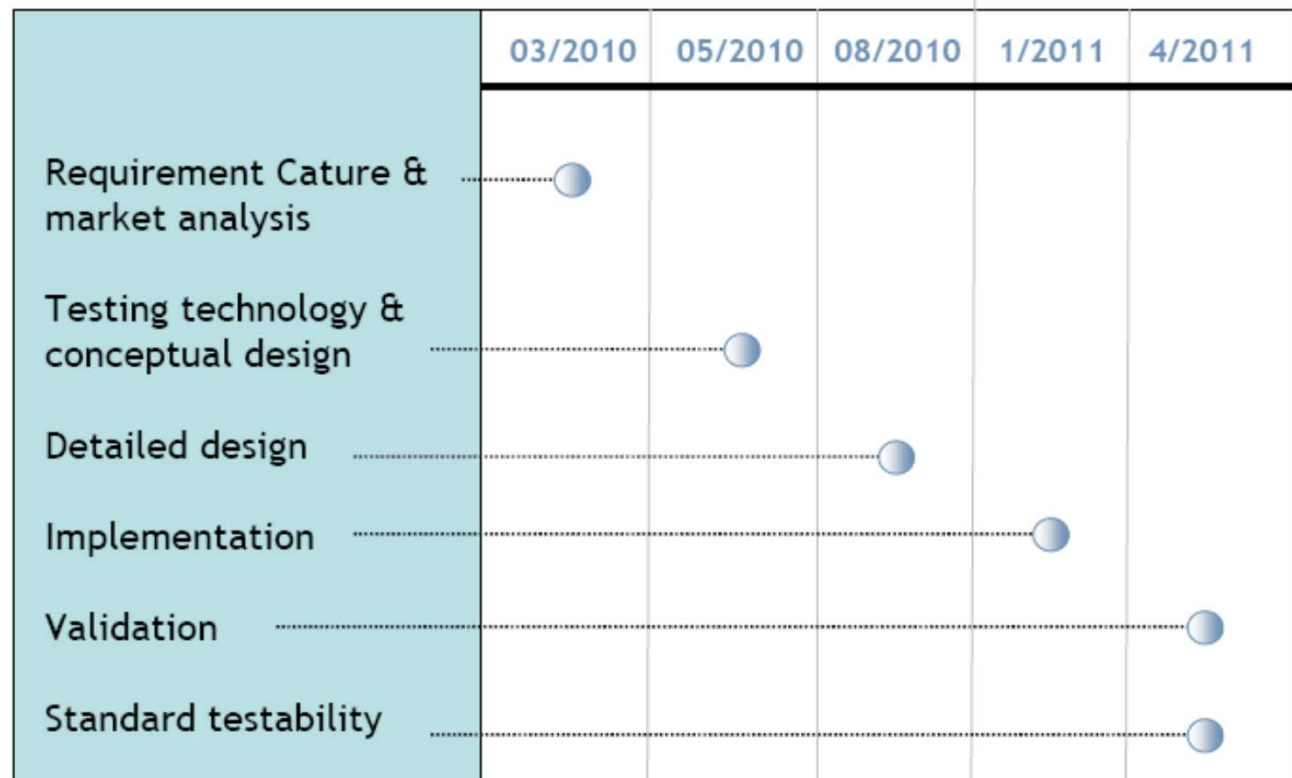 03/2010 05/2010 08/2010 1/2011 4/2011
Requirement Cature &
market analysis
Testing technology &
conceptual design
Detailed design
Implementation
Validation
Standard testability